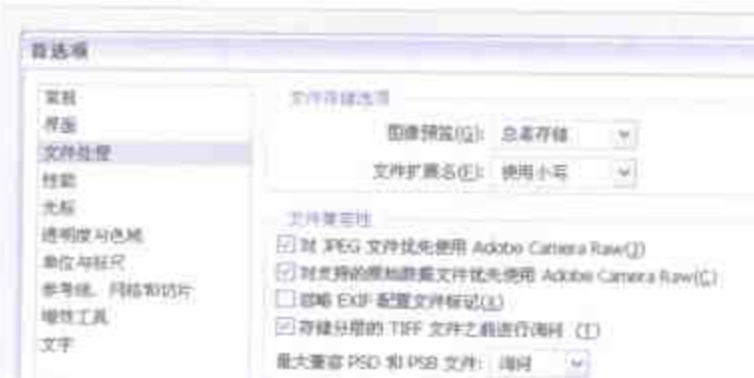 首选项
常规
界面
文件处理
性能
光标
透明度与色域
单位与标尺
参考线、网格和切片
增效工具
文字
文件存储选项
图像预览(G): 总是存储
文件扩展名(E): 使用小写
文件兼容性
对 JPEG 文件优先使用 Adobe Camera Raw(J)
对支持的原始数据文件优先使用 Adobe Camera Raw(C)
忽略 EXIF 配置文件标记(X)
存储分层的 TIFF 文件之前进行询问 (T)
最大兼容 PSD 和 PSB 文件: 询问